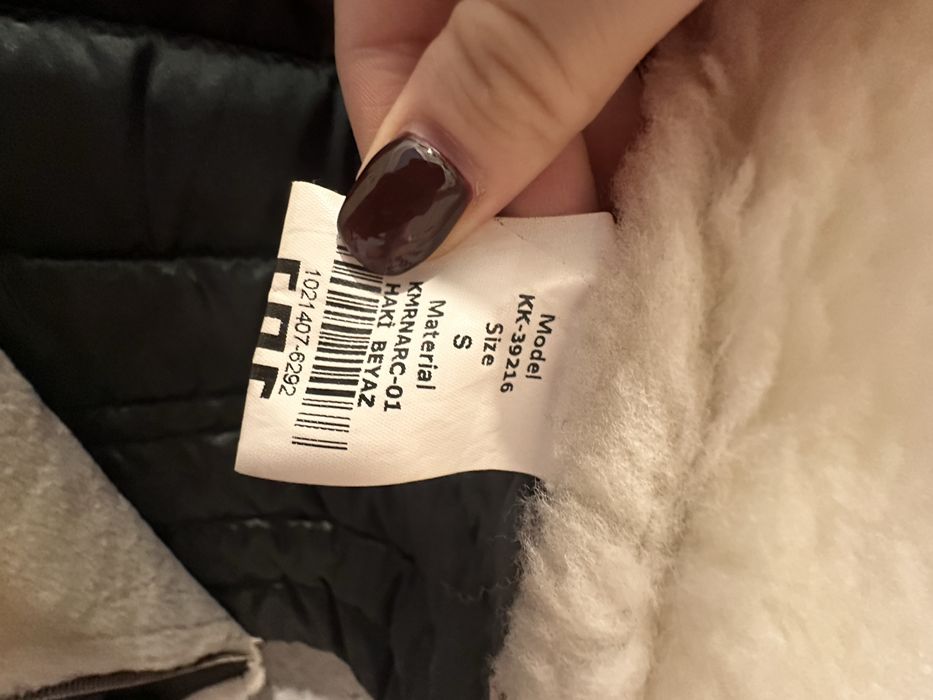 Model
KK-39216
Size
S
Material
KMRNARC-01
HAKİ BEYAZ
1021407-6292